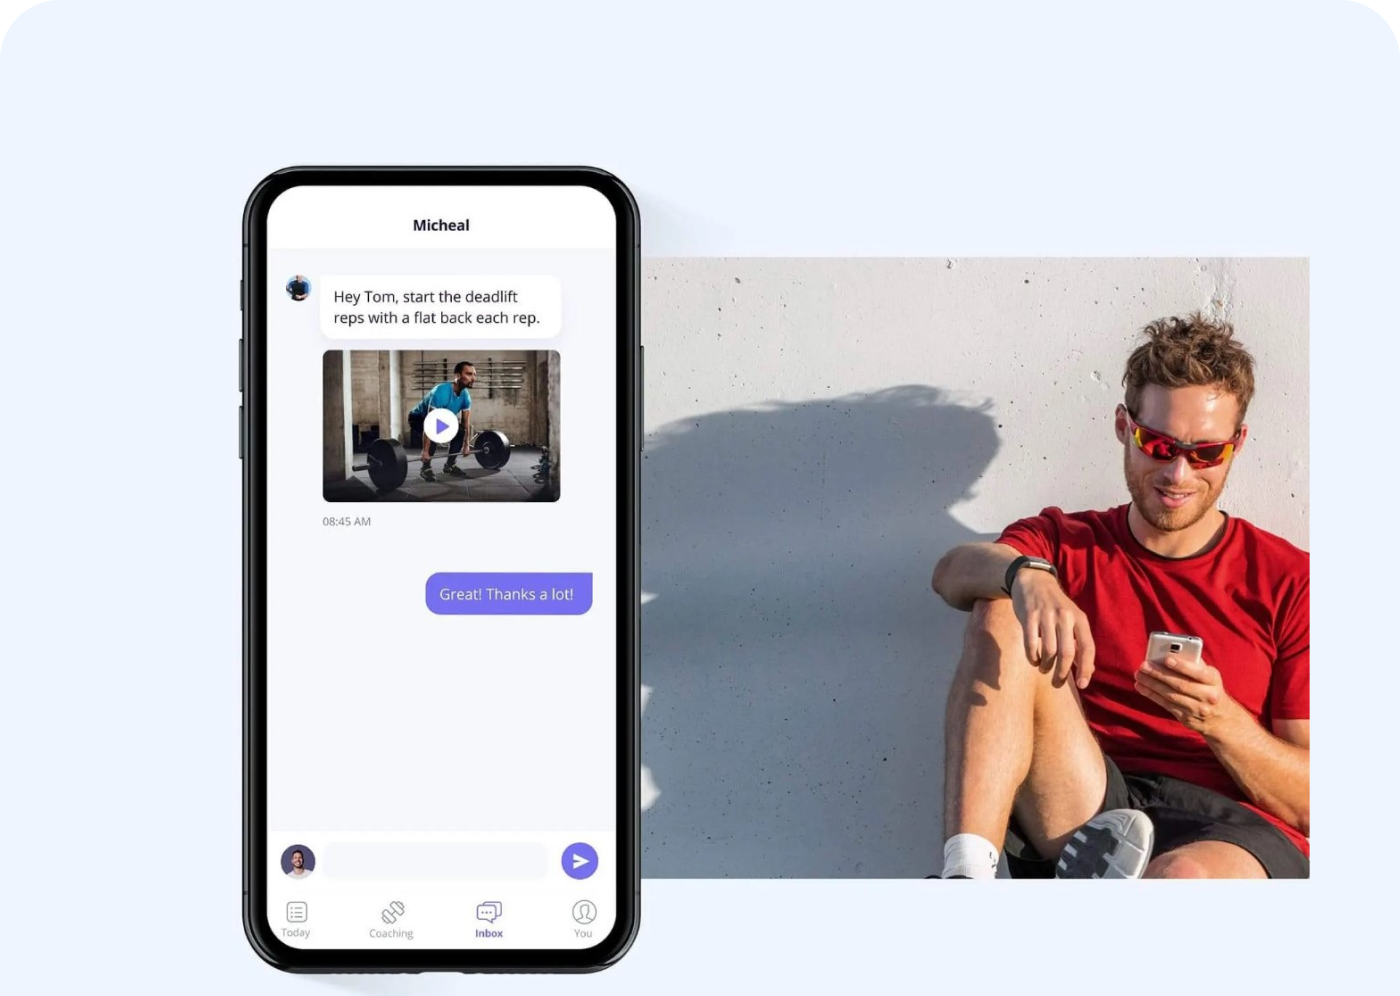 Micheal
Hey Tom, start the deadlift
reps with a flat back each rep.
08:45 AM
Great! Thanks a lot!
Today
Coaching
Inbox
You